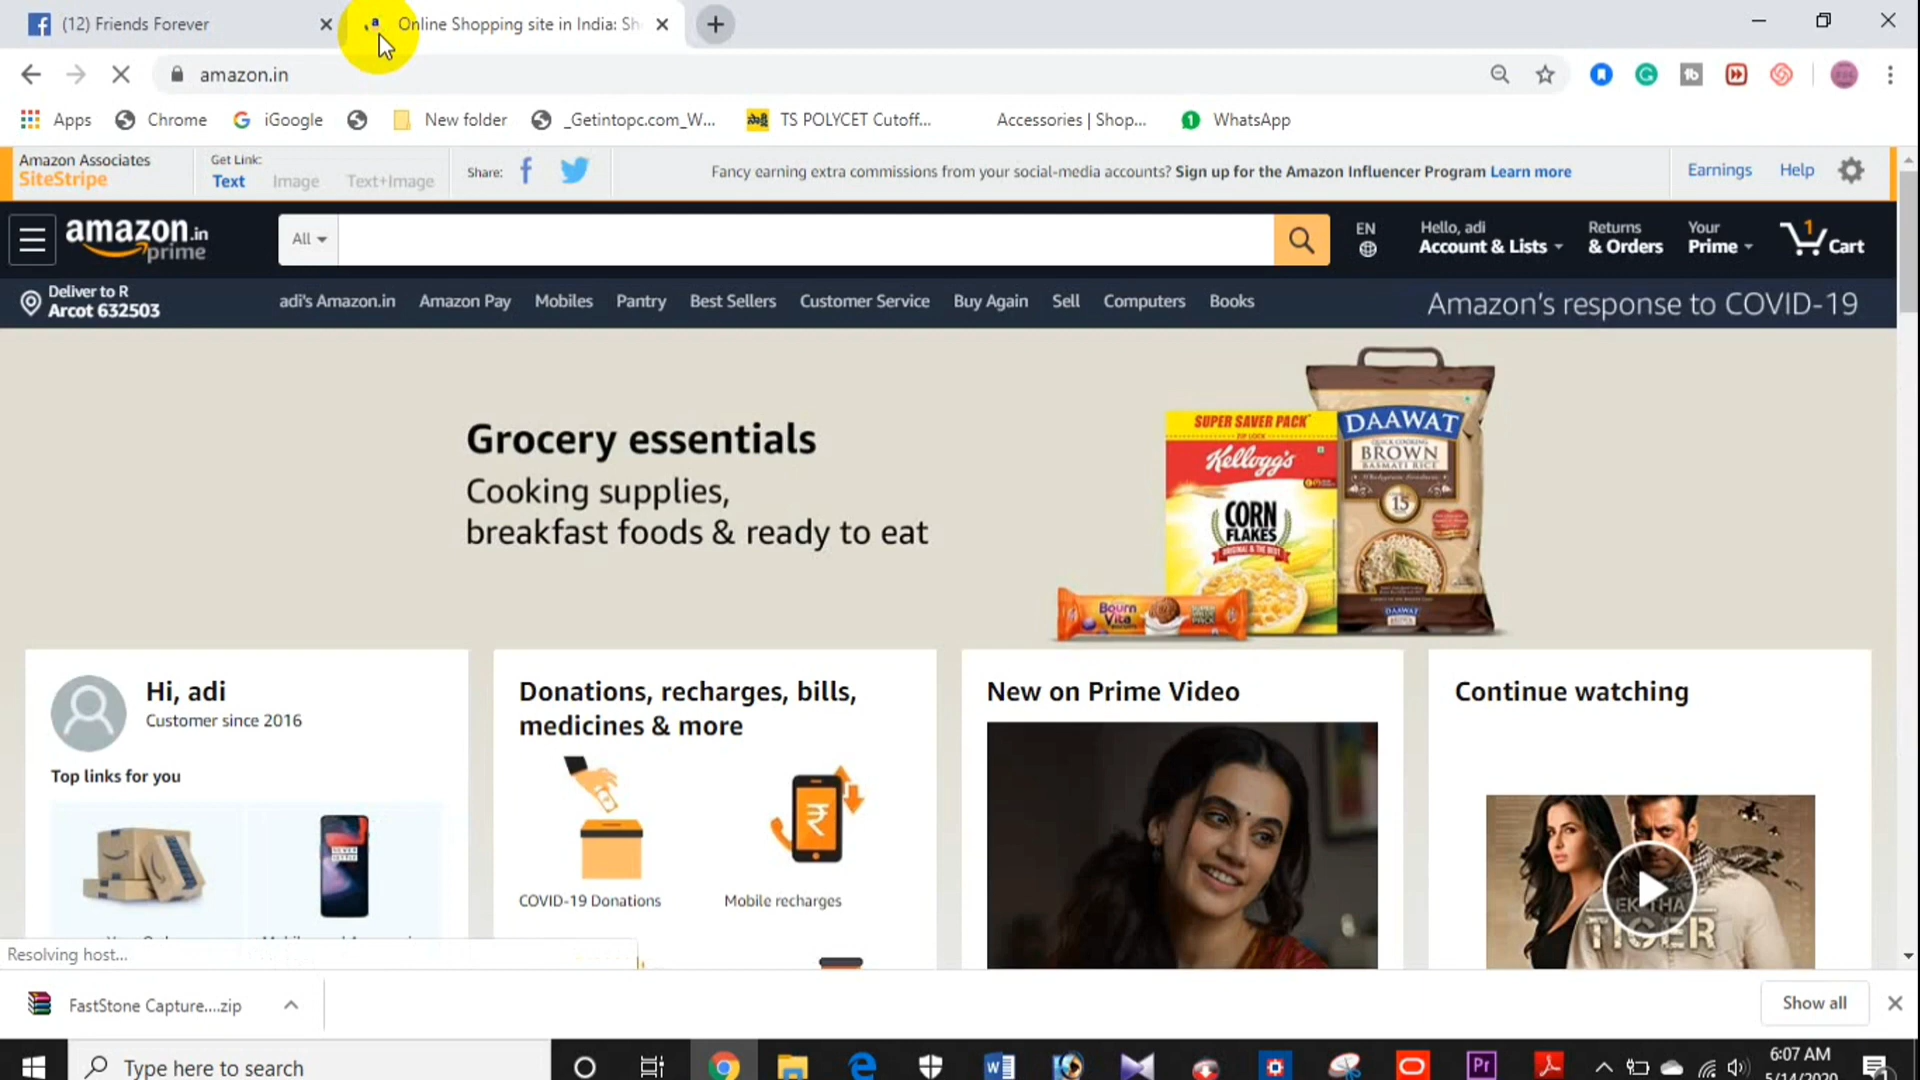 (12) Friends Forever
Online Shopping site in India: Sh
amazon.in
Apps
Chrome
iGoogle
New folder
_Getintopc.com_W...
TS POLYCET Cutoff...
Accessories | Shop...
WhatsApp
Amazon Associates
SiteStripe
Get Link:
Text Image Text+Image
Share:
Fancy earning extra commissions from your social-media accounts? Sign up for the Amazon Influencer Program Learn more
Earnings
Help
amazon.in
prime
All
EN
Hello, adi
Account & Lists
Returns
& Orders
Your
Prime
1
Cart
Deliver to R
Arcot 632503
adi's Amazon.in
Amazon Pay
Mobiles
Pantry
Best Sellers
Customer Service
Buy Again
Sell
Computers
Books
Amazon's response to COVID-19
Grocery essentials
Cooking supplies,
breakfast foods & ready to eat
SUPER SAVER PACK
Kellogg's
CORN
FLAKES
ORIGINAL & THE BEST
DAAWAT
QUICK COOKING
BROWN
BASMATI RICE
15
Bourn
Vita
BISCUITS
Hi, adi
Customer since 2016
Top links for you
Donations, recharges, bills,
medicines & more
COVID-19 Donations
Mobile recharges
New on Prime Video
Continue watching
EK THA
TIGER
Resolving host...
FastStone Capture....zip
Show all
Type here to search
6:07 AM
5/14/2020